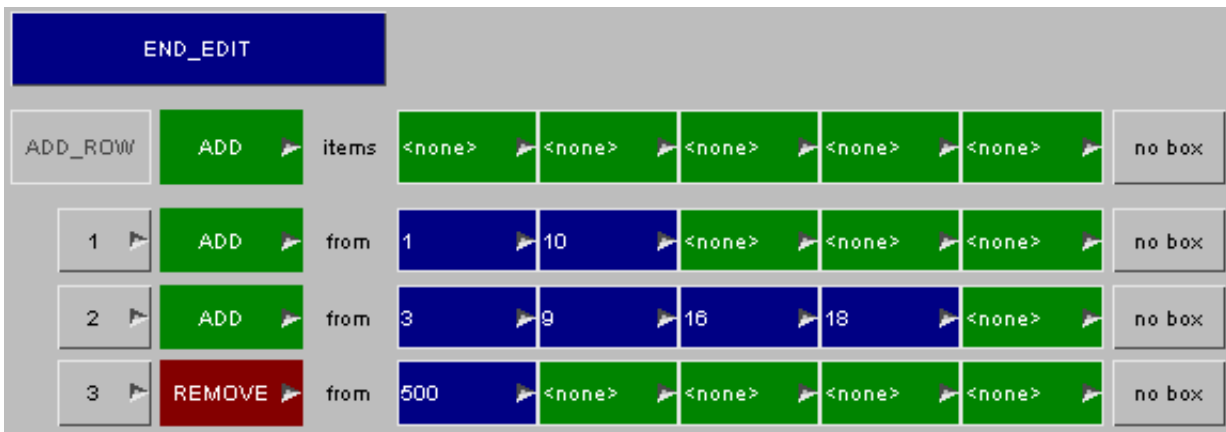 END_EDIT
ADD_ROW ADD items <none> <none> <none> <none> <none> no box
1 ADD from 1 10 <none> <none> <none> no box
2 ADD from 3 9 16 18 <none> no box
3 REMOVE from 500 <none> <none> <none> <none> no box